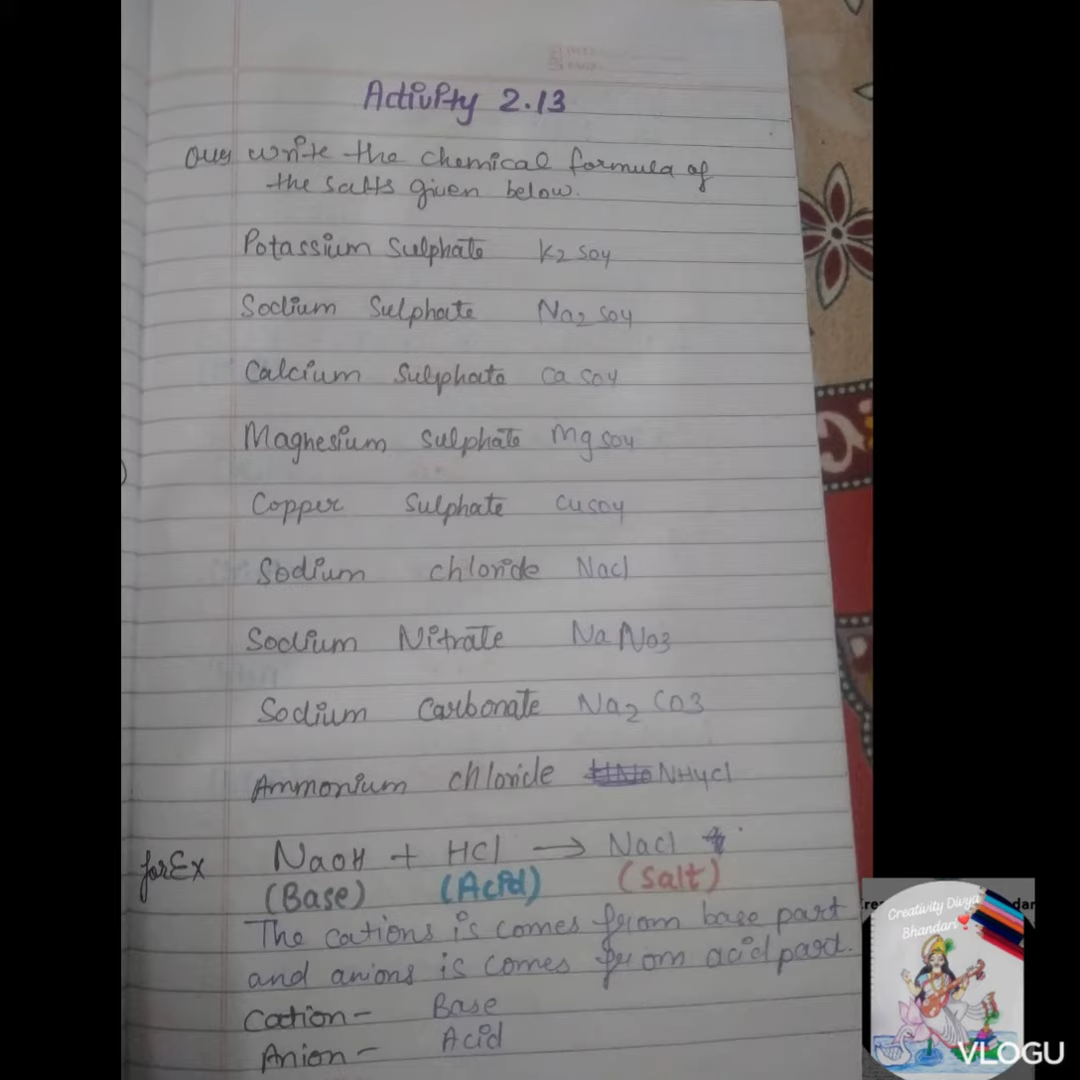 Activity 2.13
Ques write the chemical formula of
the salts given below.
Potassium Sulphate K2 SO4
Sodium Sulphate Na2 SO4
Calcium Sulphate Ca SO4
Magnesium Sulphate Mg SO4
Copper Sulphate CuSO4
Sodium chloride Nacl
Sodium Nitrate Na NO3
Sodium Carbonate Na2 CO3
Ammonium chloride NH4Cl
for Ex NaOH + HCl → Nacl
(Base) (Acid) (Salt)
The cations is comes from base part
and anions is comes from acid part.
Cation - Base
Anion - Acid
Creativity Divya
Bhandari
VLOGU